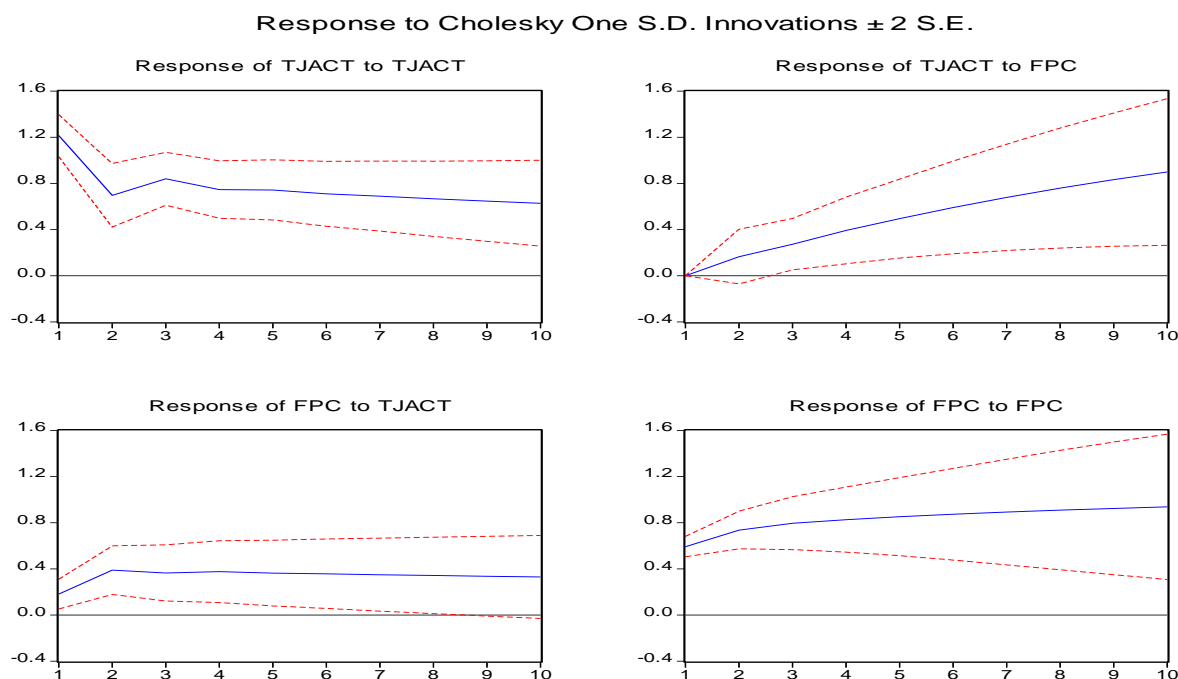 Response to Cholesky One S.D. Innovations ± 2 S.E.
Response of TJACT to TJACT
1.6
1.2
0.8
0.4
0.0
-0.4
1 2 3 4 5 6 7 8 9 10
Response of TJACT to FPC
1.6
1.2
0.8
0.4
0.0
-0.4
1 2 3 4 5 6 7 8 9 10
Response of FPC to TJACT
1.6
1.2
0.8
0.4
0.0
-0.4
1 2 3 4 5 6 7 8 9 10
Response of FPC to FPC
1.6
1.2
0.8
0.4
0.0
-0.4
1 2 3 4 5 6 7 8 9 10